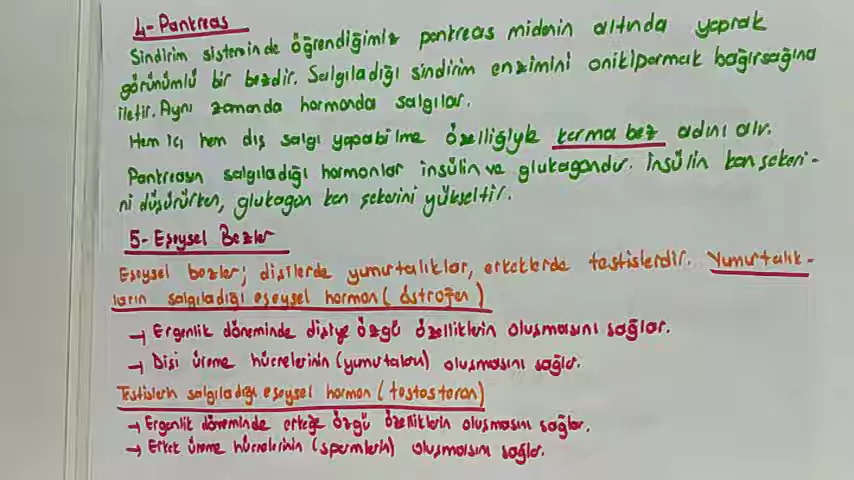 4-Pankreas
Sindirim sisteminde öğrendiğimiz pankreas midenin altında yaprak
görünümlü bir bezdir. Salgıladığı sindirim enzimini onikiparmak bağırsağına
iletir. Aynı zamanda hormonda salgılar.
Hem iç hem dış salgı yapabilme özelliğiyle karma bez adını alır.
Pankreasın salgıladığı hormonlar insülin ve glukagondur. İnsülin kan şekeri-
ni düşürürken, glukagon kan şekerini yükseltir.
5- Eşeysel Bezler
Eşeysel bezler; dişilerde yumurtalıklar, erkeklerde testislerdir. Yumurtalık-
ların salgıladığı eşeysel hormon (östrojen)
→ Ergenlik döneminde dişiye özgü özelliklerin oluşmasını sağlar.
→ Dişi üreme hücrelerinin (yumurtaların) oluşmasını sağlar.
Testislerin salgıladığı eşeysel hormon (testosteron)
→ Ergenlik döneminde erkeğe özgü özelliklerin oluşmasını sağlar.
→ Erkek üreme hücrelerinin (spermlerin) oluşmasını sağlar.